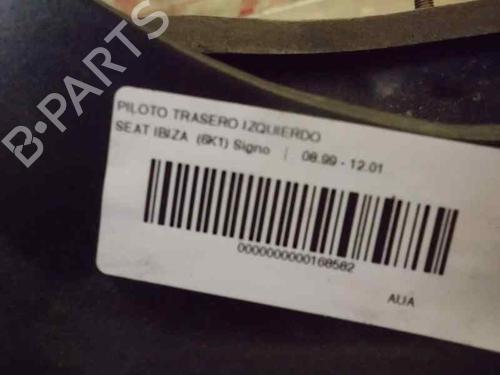 B-PARTS
PILOTO TRASERO IZQUIERDO
SEAT IBIZA (6K1) Signo | 08.99 - 12.01
0000000000168582
AUA